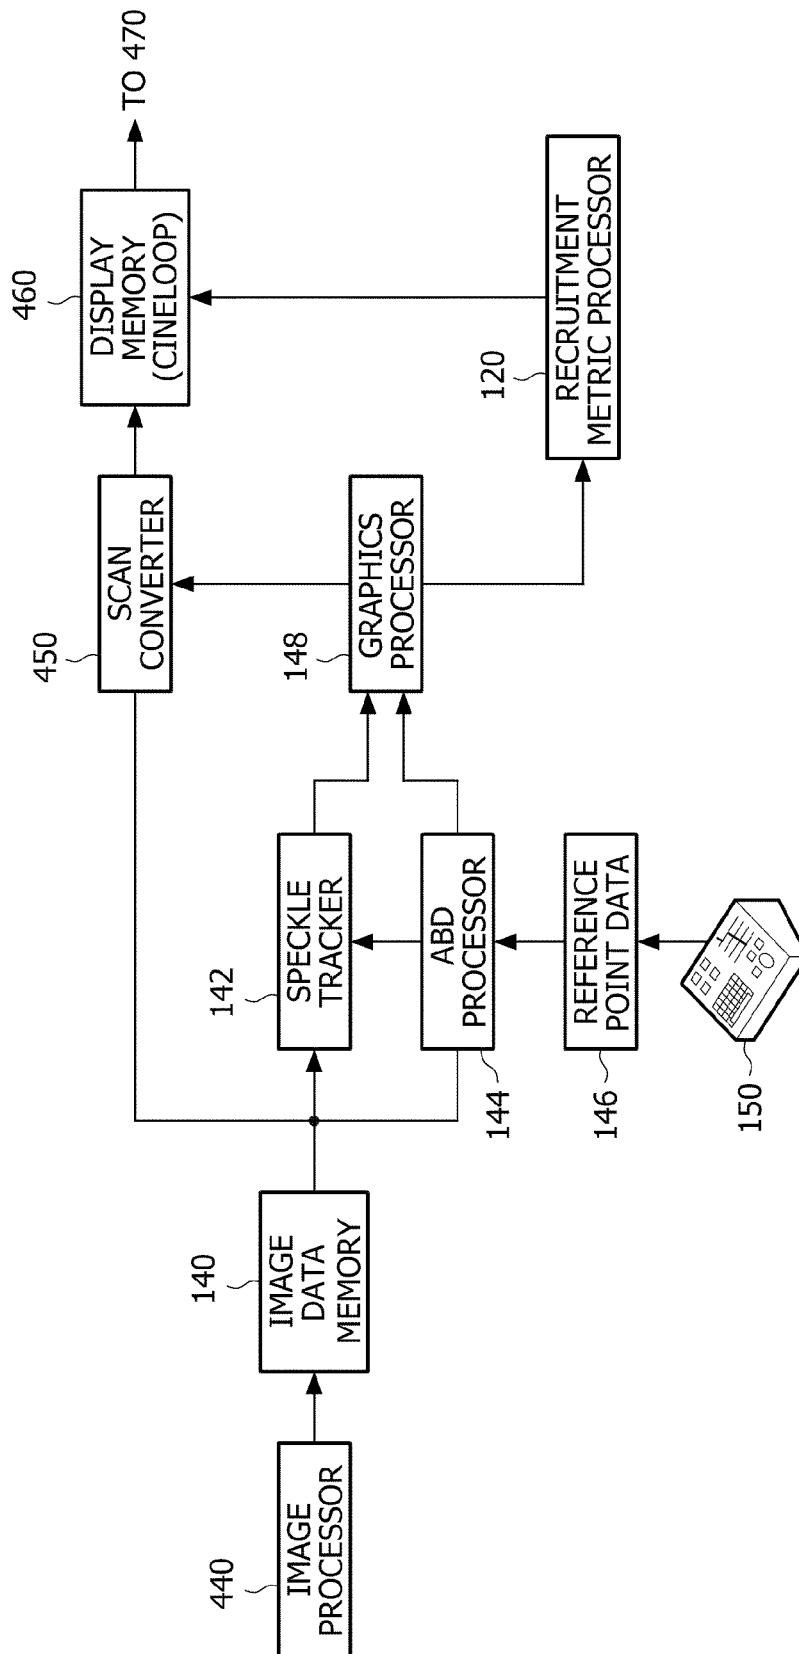 440
IMAGE
PROCESSOR
140
IMAGE
DATA
MEMORY
142
SPECKLE
TRACKER
144
ABD
PROCESSOR
146
REFERENCE
POINT DATA
150
148
GRAPHICS
PROCESSOR
450
SCAN
CONVERTER
120
RECRUITMENT
METRIC PROCESSOR
460
DISPLAY
MEMORY
(CINELOOP)
TO 470